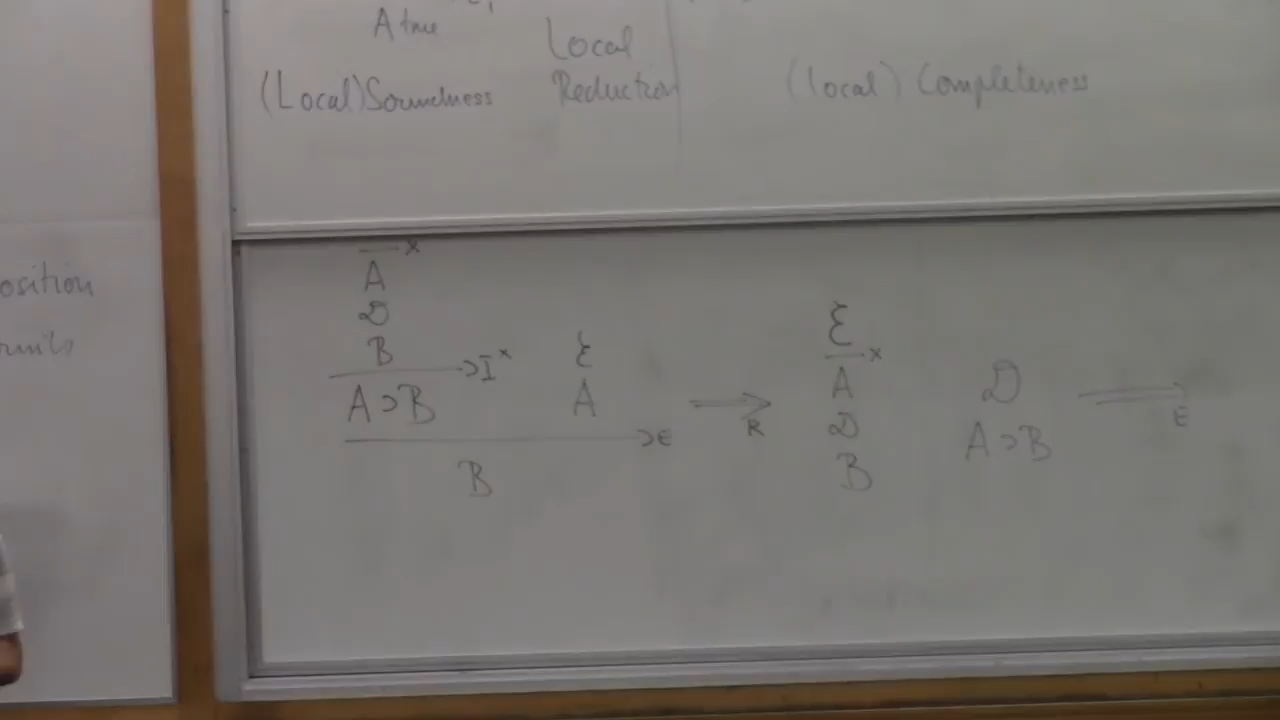 A true
Local
(Local) Soundness Reduction
(local) Completeness
osition
x
A
D
B
⊃I x
A ⊃ B
ℰ
A
⊃E
B
⟹ R
ℰ
x
A
D
B
D
A ⊃ B
⟹ E